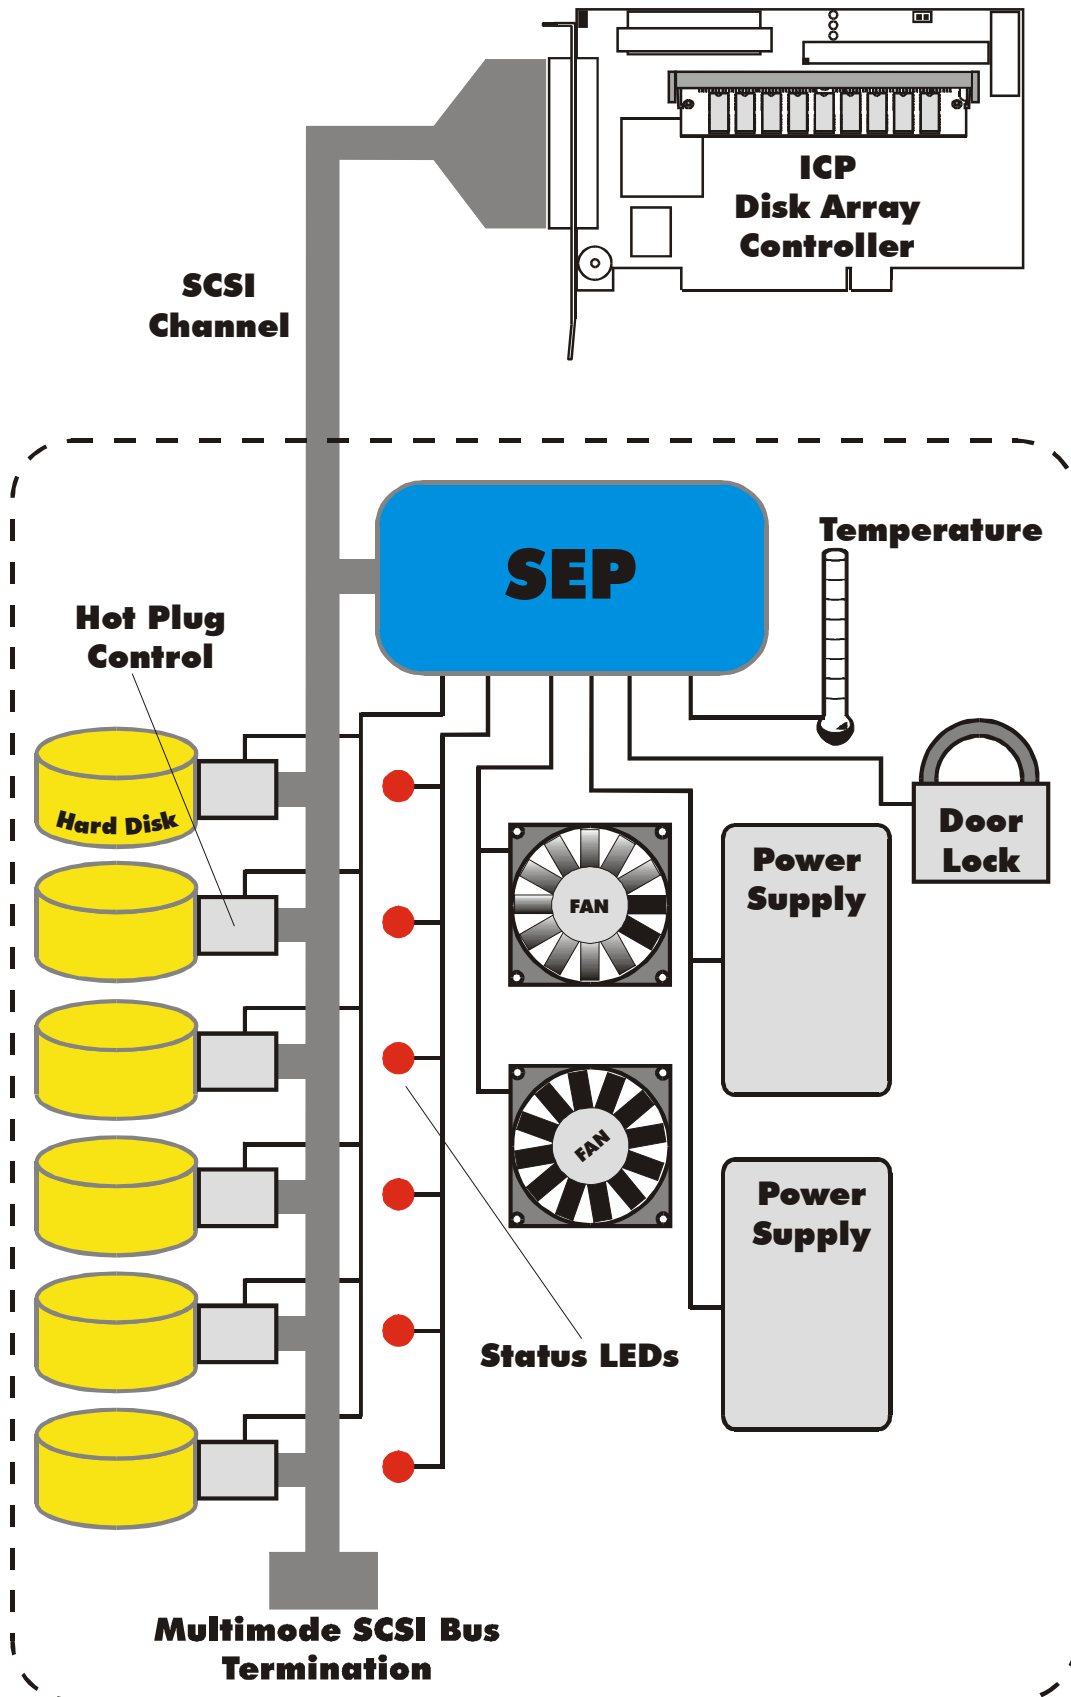 ICP
Disk Array
Controller
SCSI
Channel
SEP
Temperature
Hot Plug
Control
Hard Disk
Door
Lock
Power
Supply
FAN
FAN
Power
Supply
Status LEDs
Multimode SCSI Bus
Termination